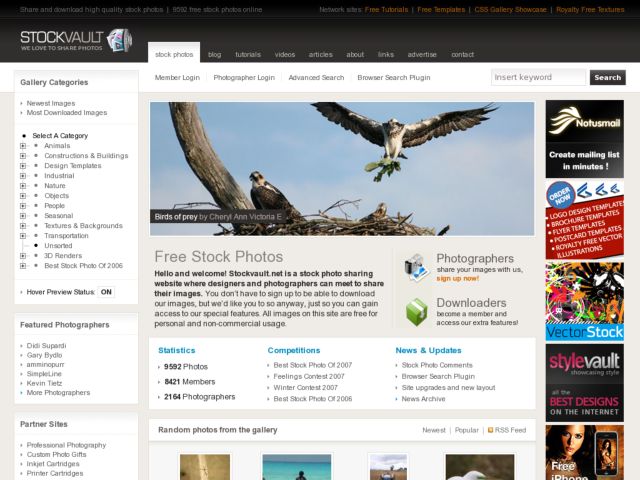 Share and download high quality stock photos | 9592 free stock photos online
Network sites: Free Tutorials | Free Templates | CSS Gallery Showcase | Royalty Free Textures
STOCKVAULT
WE LOVE TO SHARE PHOTOS
stock photos
blog
tutorials
videos
articles
about
links
advertise
contact
Member Login
Photographer Login
Advanced Search
Browser Search Plugin
Insert keyword
Search
Gallery Categories
Newest Images
Most Downloaded Images
Select A Category
Animals
Constructions & Buildings
Design Templates
Industrial
Nature
Objects
People
Seasonal
Textures & Backgrounds
Transportation
Unsorted
3D Renders
Best Stock Photo Of 2006
Hover Preview Status: ON
Featured Photographers
Didi Supardi
Gary Bydlo
amminopurr
SimpleLine
Kevin Tietz
More Photographers
Partner Sites
Professional Photography
Custom Photo Gifts
Inkjet Cartridges
Printer Cartridges
Birds of prey by Cheryl Ann Victoria E
Free Stock Photos
Hello and welcome! Stockvault.net is a stock photo sharing
website where designers and photographers can meet to share
their images. You don't have to sign up to be able to download
our images, but we'd like you to so anyway, just so you can gain
access to our special features. All images on this site are free for
personal and non-commercial usage.
Photographers
share your images with us,
sign up now!
Downloaders
become a member and
access our extra features!
Statistics
9592 Photos
8421 Members
2164 Photographers
Competitions
Best Stock Photo Of 2007
Feelings Contest 2007
Winter Contest 2007
Best Stock Photo Of 2006
News & Updates
Stock Photo Comments
Browser Search Plugin
Site upgrades and new layout
News Archive
Random photos from the gallery
Newest | Popular | RSS Feed
Notusmail
Create mailing list
in minutes !
ORDER
NOW
LOGO DESIGN TEMPLATES
BROCHURE TEMPLATES
FLYER TEMPLATES
POSTCARD TEMPLATES
ROYALTY FREE VECTOR
ILLUSTRATIONS
VectorStock
stylevault
showcasing style
all the
BEST DESIGNS
ON THE INTERNET
Free
iPhone